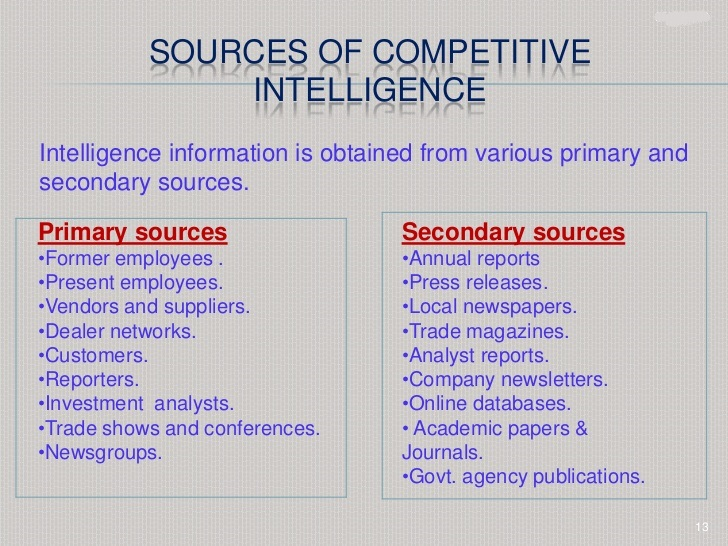 SOURCES OF COMPETITIVE
INTELLIGENCE
Intelligence information is obtained from various primary and
secondary sources.
Primary sources
•Former employees .
•Present employees.
•Vendors and suppliers.
•Dealer networks.
•Customers.
•Reporters.
•Investment  analysts.
•Trade shows and conferences.
•Newsgroups.
Secondary sources
•Annual reports
•Press releases.
•Local newspapers.
•Trade magazines.
•Analyst reports.
•Company newsletters.
•Online databases.
• Academic papers &
Journals.
•Govt. agency publications.
13